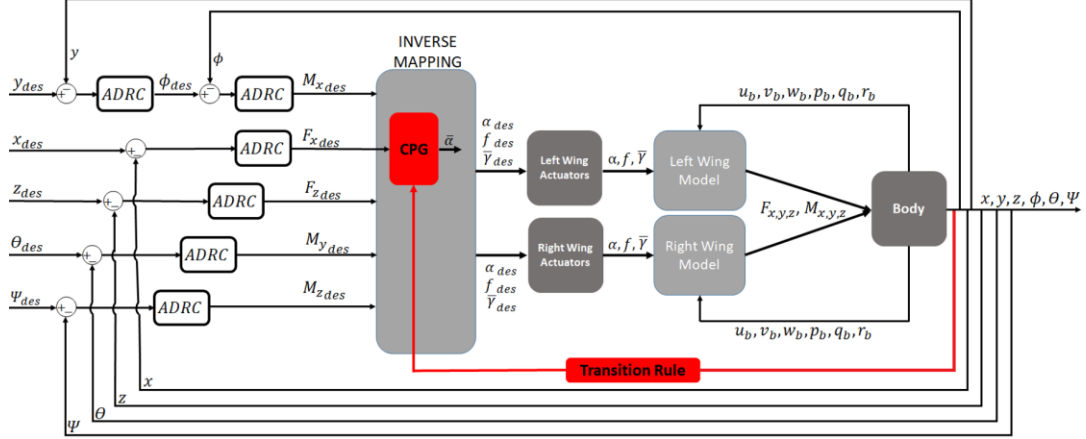 INVERSE
MAPPING
y
ϕ
y_des
− +
ADRC
ϕ_des
− +
ADRC
M_x_des
x_des
+ −
ADRC
F_x_des
CPG
ᾱ
z_des
+ −
ADRC
F_z_des
θ_des
+ −
ADRC
M_y_des
Ψ_des
+ −
ADRC
M_z_des
α_des
f_des
γ̅_des
Left Wing
Actuators
α, f, γ̅
Left Wing
Model
u_b, v_b, w_b, p_b, q_b, r_b
F_x,y,z, M_x,y,z
Body
x, y, z, ϕ, θ, Ψ
Right Wing
Actuators
α, f, γ̅
Right Wing
Model
α_des
f_des
γ̅_des
u_b, v_b, w_b, p_b, q_b, r_b
Transition Rule
x
z
θ
Ψ